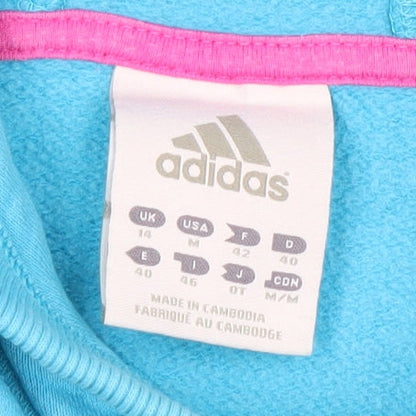 adidas
UK USA F D
14 M 42 40
E I J CDN
40 46 OT M/M
MADE IN CAMBODIA
FABRIQUÉ AU CAMBODGE